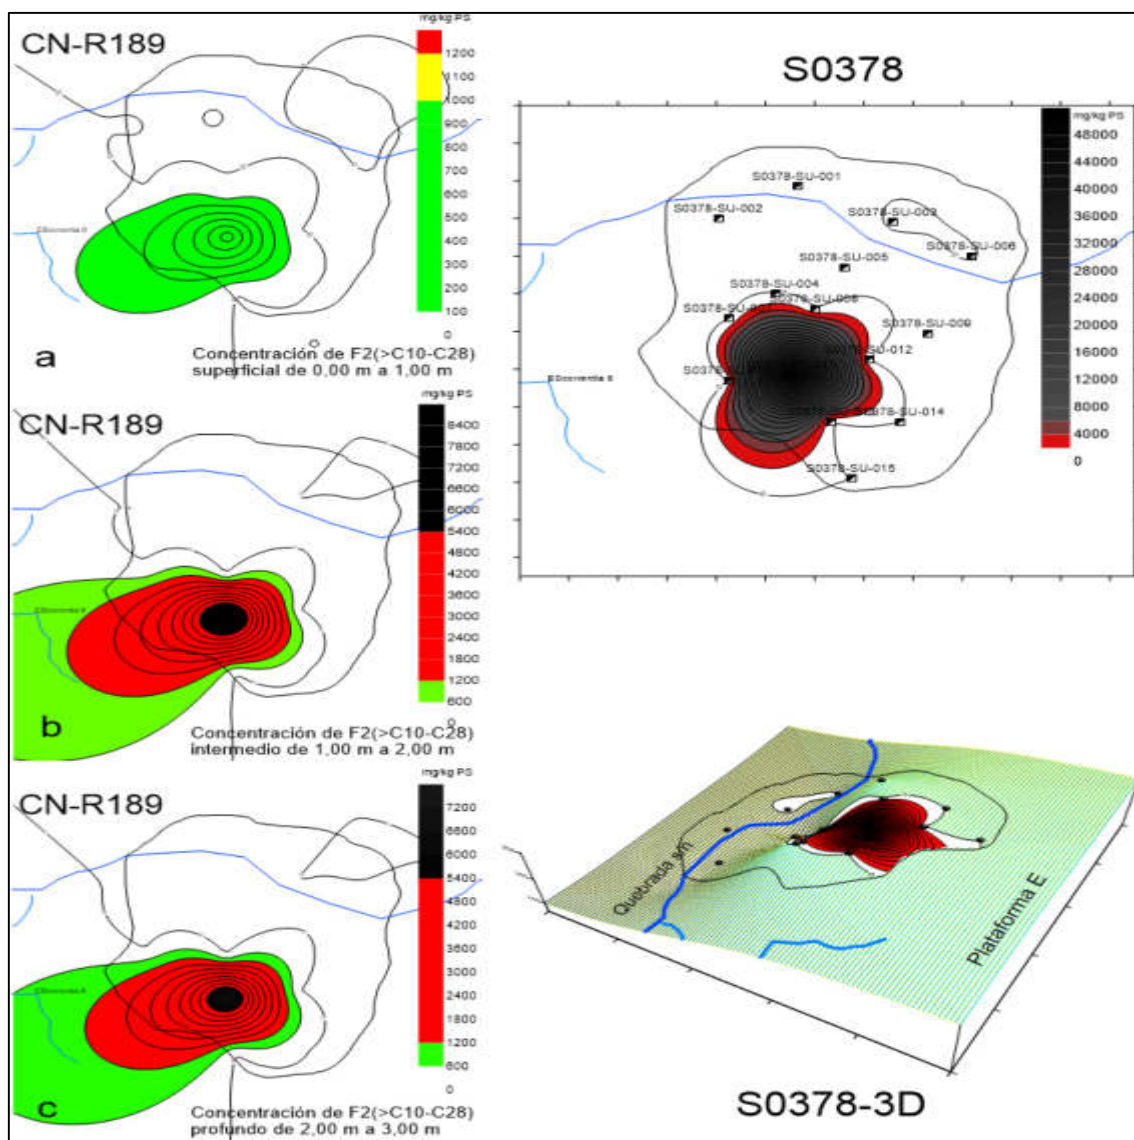 CN-R189
mg/kg PS
1200
1100
1000
900
800
700
600
500
400
300
200
100
0
a
Concentración de F2(>C10-C28)
superficial de 0,00 m a 1,00 m
CN-R189
mg/kg PS
8400
7800
7200
6600
6000
5400
4800
4200
3600
3000
2400
1800
1200
600
0
b
Concentración de F2(>C10-C28)
intermedio de 1,00 m a 2,00 m
CN-R189
mg/kg PS
7200
6600
6000
5400
4800
4200
3600
3000
2400
1800
1200
600
0
c
Concentración de F2(>C10-C28)
profundo de 2,00 m a 3,00 m
S0378
mg/kg PS
48000
44000
40000
36000
32000
28000
24000
20000
16000
12000
8000
4000
0
S0378-SU-001
S0378-SU-002
S0378-SU-003
S0378-SU-006
S0378-SU-005
S0378-SU-004
S0378-SU-009
SU-012
SU-014
S0378-SU-015
Quebrada s/n
Plataforma E
S0378-3D